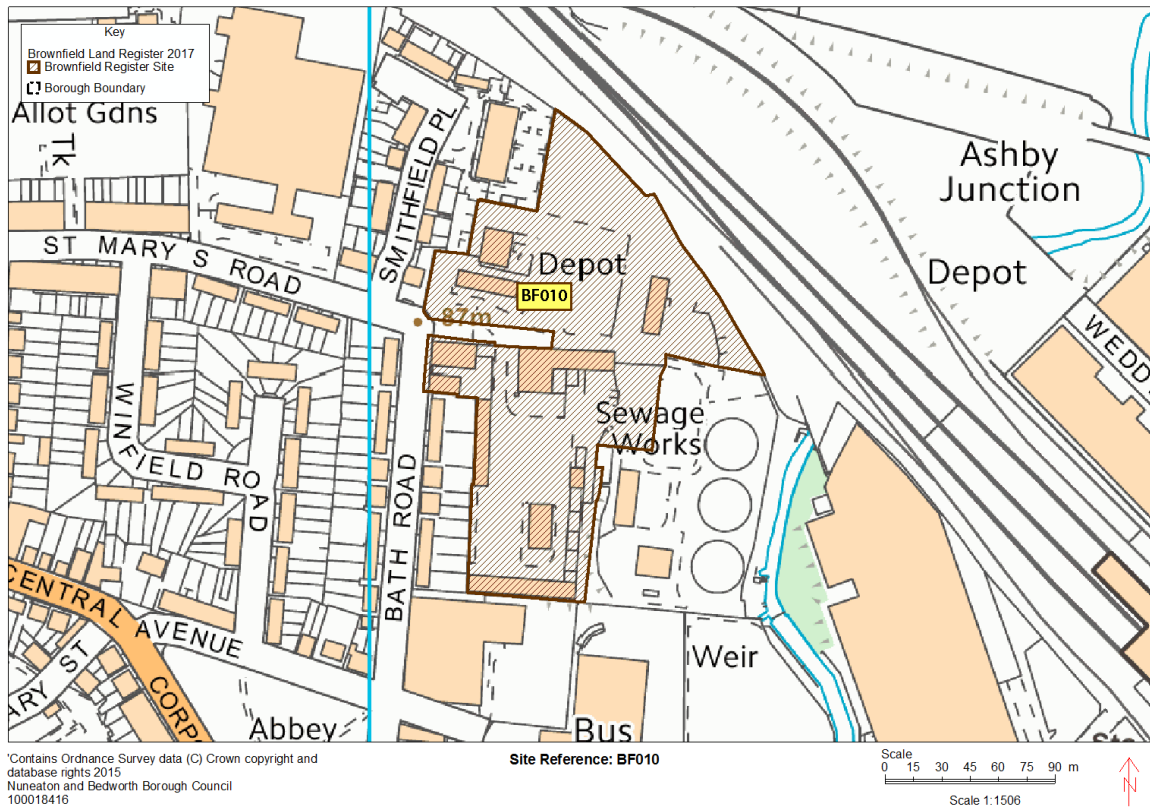 Key
Brownfield Land Register 2017
Brownfield Register Site
Borough Boundary
Allot Gdns
Tk
SMITHFIELD PL
Ashby
Junction
ST MARY'S ROAD
Depot
Depot
BF010
87m
WEDD
WINFIELD ROAD
Sewage
Works
BATH ROAD
CENTRAL AVENUE
ARY ST
CORP
Weir
Abbey
Bus
'Contains Ordnance Survey data (C) Crown copyright and
database rights 2015
Nuneaton and Bedworth Borough Council
100018416
Site Reference: BF010
Scale
0 15 30 45 60 75 90 m
Scale 1:1506
N